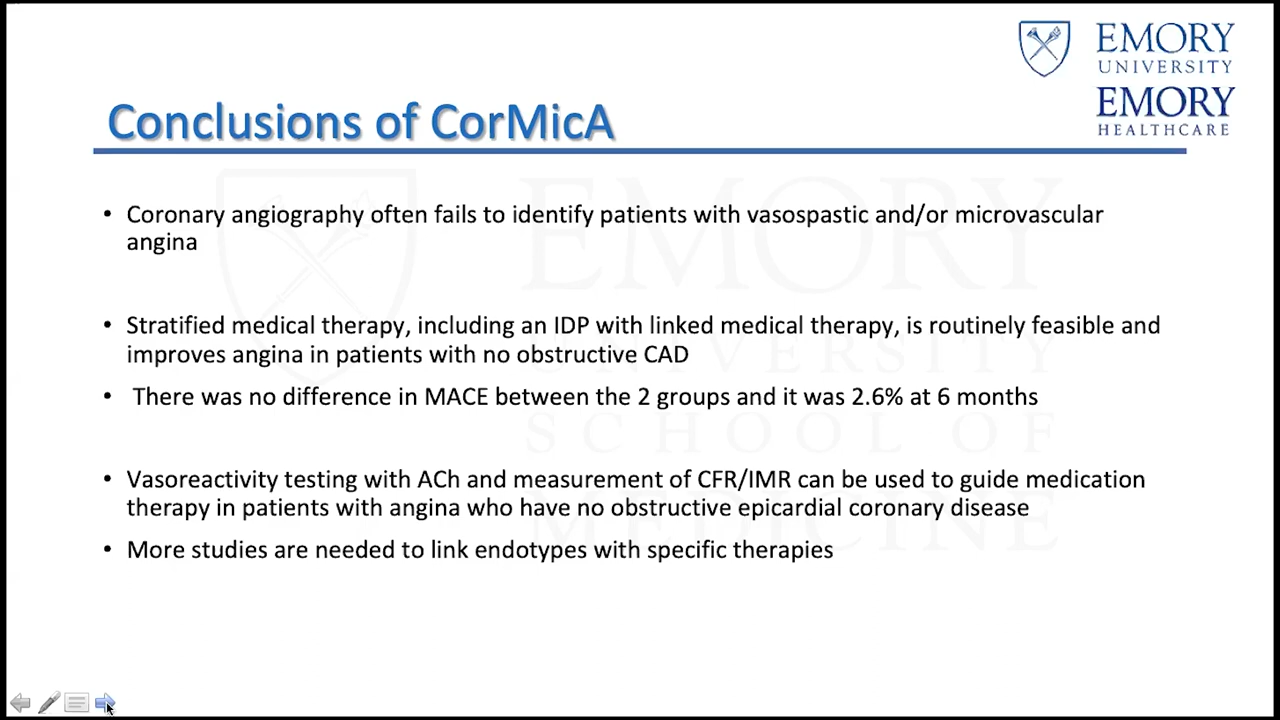 EMORY
UNIVERSITY
EMORY
HEALTHCARE
Conclusions of CorMicA
• Coronary angiography often fails to identify patients with vasospastic and/or microvascular
angina
• Stratified medical therapy, including an IDP with linked medical therapy, is routinely feasible and
improves angina in patients with no obstructive CAD
• There was no difference in MACE between the 2 groups and it was 2.6% at 6 months
• Vasoreactivity testing with ACh and measurement of CFR/IMR can be used to guide medication
therapy in patients with angina who have no obstructive epicardial coronary disease
• More studies are needed to link endotypes with specific therapies
EMORY
UNIVERSITY
SCHOOL OF
MEDICINE